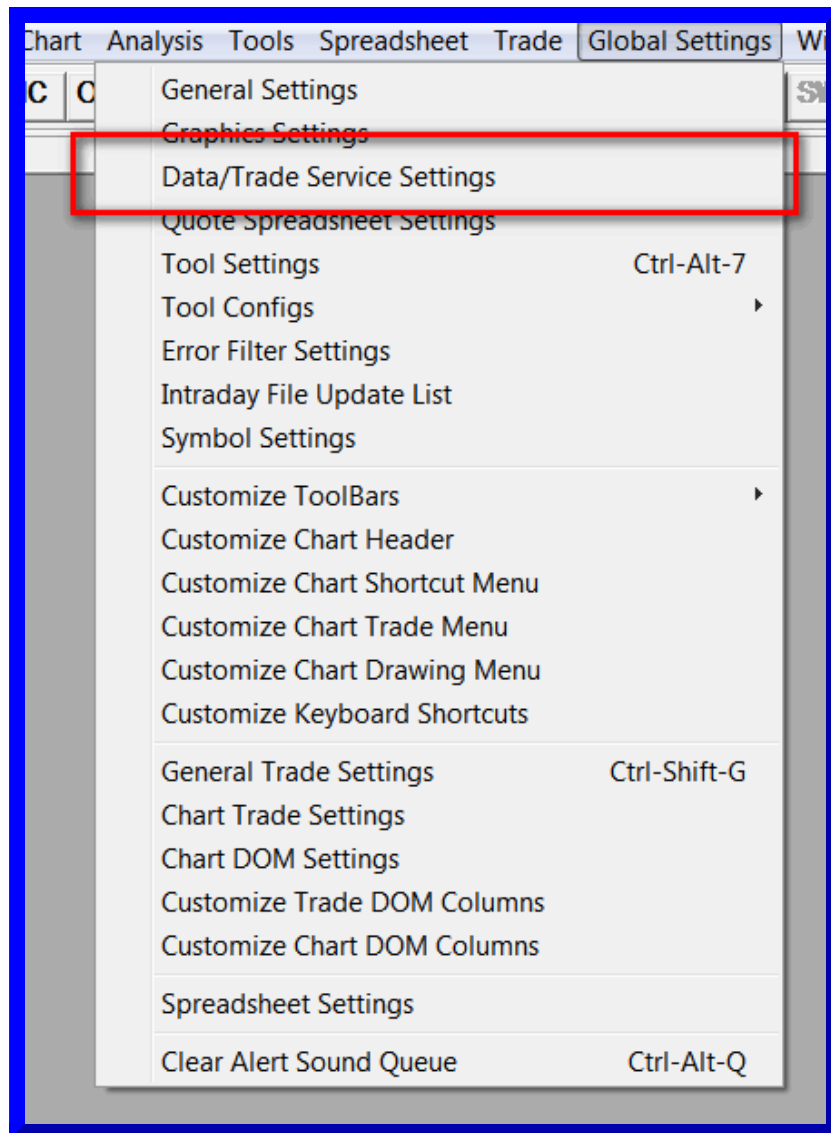 Chart Analysis Tools Spreadsheet Trade Global Settings Wi
C
General Settings
Graphics Settings
Data/Trade Service Settings
Quote Spreadsheet Settings
Tool Settings Ctrl-Alt-7
Tool Configs
Error Filter Settings
Intraday File Update List
Symbol Settings
Customize ToolBars
Customize Chart Header
Customize Chart Shortcut Menu
Customize Chart Trade Menu
Customize Chart Drawing Menu
Customize Keyboard Shortcuts
General Trade Settings Ctrl-Shift-G
Chart Trade Settings
Chart DOM Settings
Customize Trade DOM Columns
Customize Chart DOM Columns
Spreadsheet Settings
Clear Alert Sound Queue Ctrl-Alt-Q